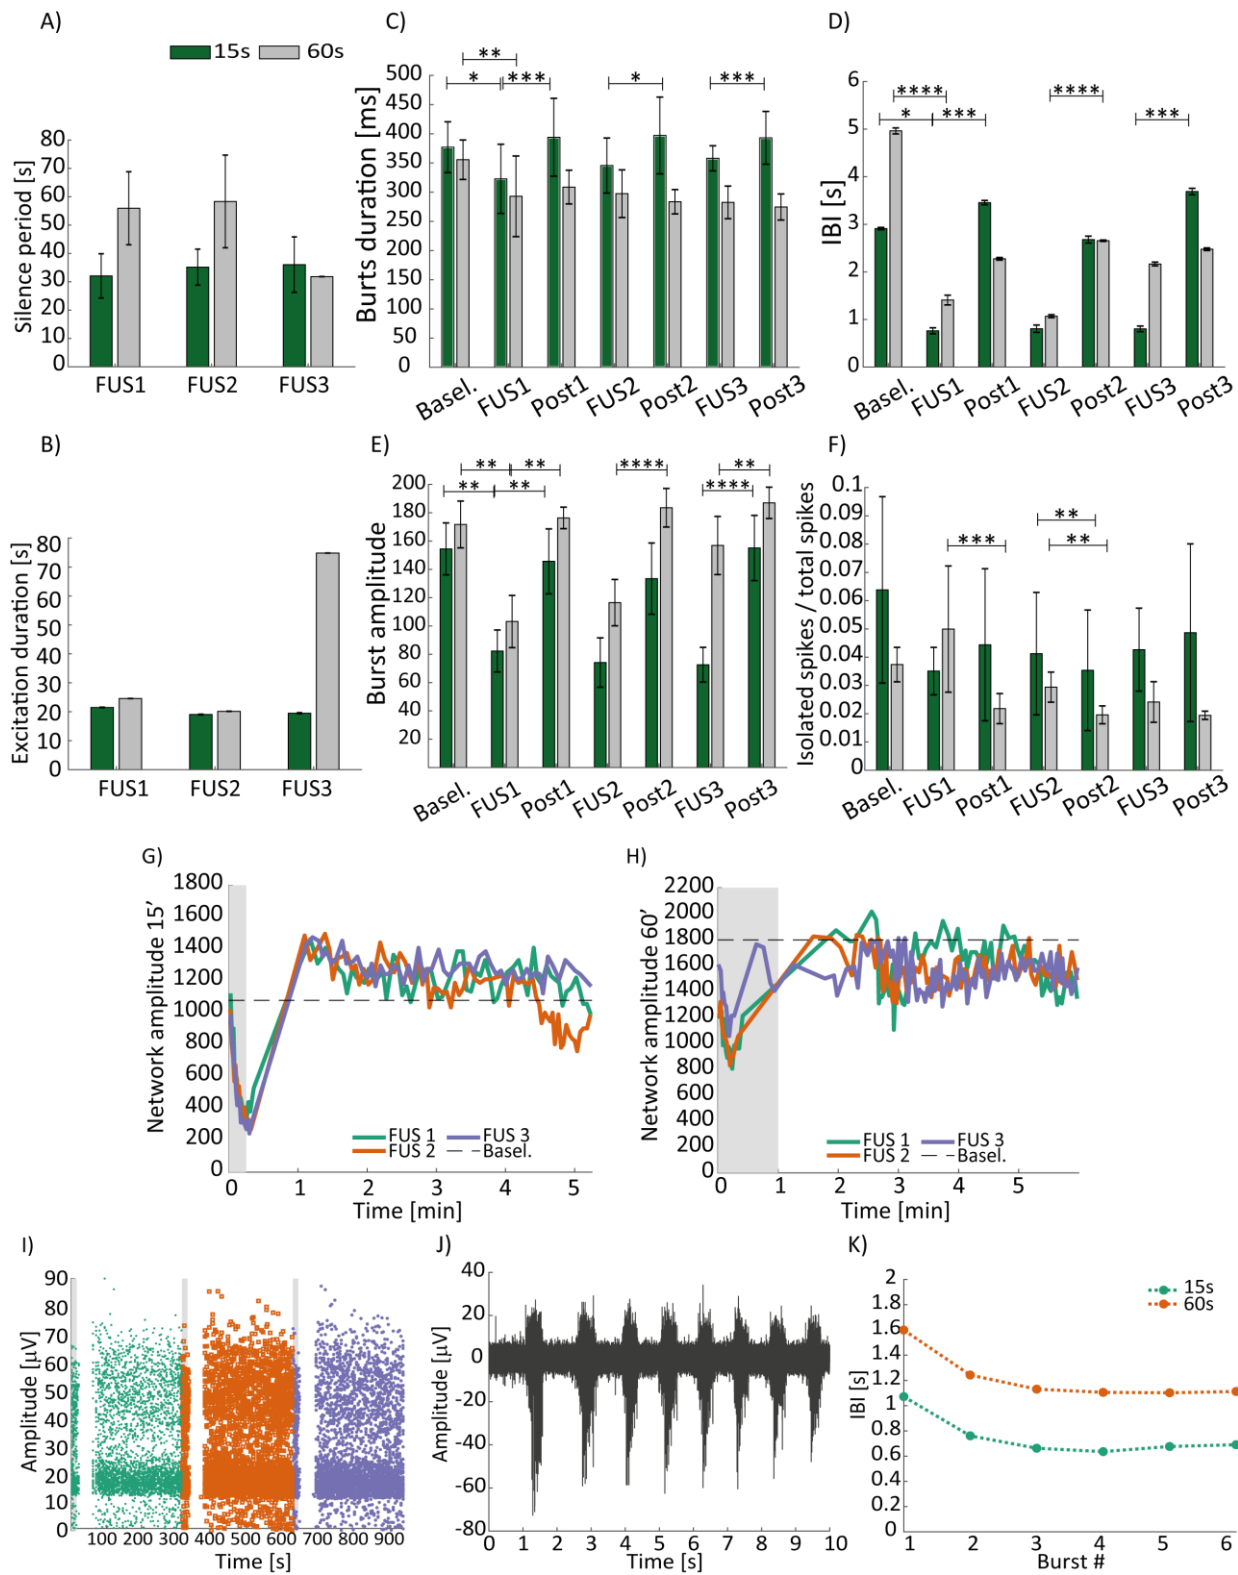 A)
15s 60s
Silence period [s]
80
70
60
50
40
30
20
10
0
FUS1 FUS2 FUS3
B)
Excitation duration [s]
80
70
60
50
40
30
20
10
0
FUS1 FUS2 FUS3
C)
** 
* *** * ***
Burts duration [ms]
500
450
400
350
300
250
200
150
100
50
0
Basel. FUS1 Post1 FUS2 Post2 FUS3 Post3
D)
**** ****
* *** ***
IBI [s]
6
5
4
3
2
1
0
Basel. FUS1 Post1 FUS2 Post2 FUS3 Post3
E)
** ** **** **
** ** ****
Burst amplitude
200
180
160
140
120
100
80
60
40
20
Basel. FUS1 Post1 FUS2 Post2 FUS3 Post3
F)
**
*** **
Isolated spikes / total spikes
0.1
0.09
0.08
0.07
0.06
0.05
0.04
0.03
0.02
0.01
0
Basel. FUS1 Post1 FUS2 Post2 FUS3 Post3
G)
Network amplitude 15’
1800
1600
1400
1200
1000
800
600
400
200
0
FUS 1 FUS 3
FUS 2 Basel.
0 1 2 3 4 5
Time [min]
H)
Network amplitude 60’
2200
2000
1800
1600
1400
1200
1000
800
600
400
200
0
FUS 1 FUS 3
FUS 2 Basel.
0 1 2 3 4 5
Time [min]
I)
Amplitude [µV]
90
80
70
60
50
40
30
20
10
0
100 200 300 400 500 600 700 800 900
Time [s]
J)
Amplitude [µV]
40
20
0
-20
-40
-60
-80
0 1 2 3 4 5 6 7 8 9 10
Time [s]
K)
15s
60s
IBI [s]
2
1.8
1.6
1.4
1.2
1
0.8
0.6
0.4
0.2
0
1 2 3 4 5 6
Burst #